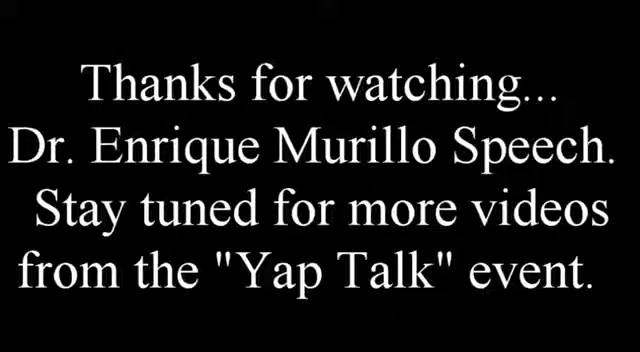 Thanks for watching...
Dr. Enrique Murillo Speech.
Stay tuned for more videos
from the "Yap Talk" event.